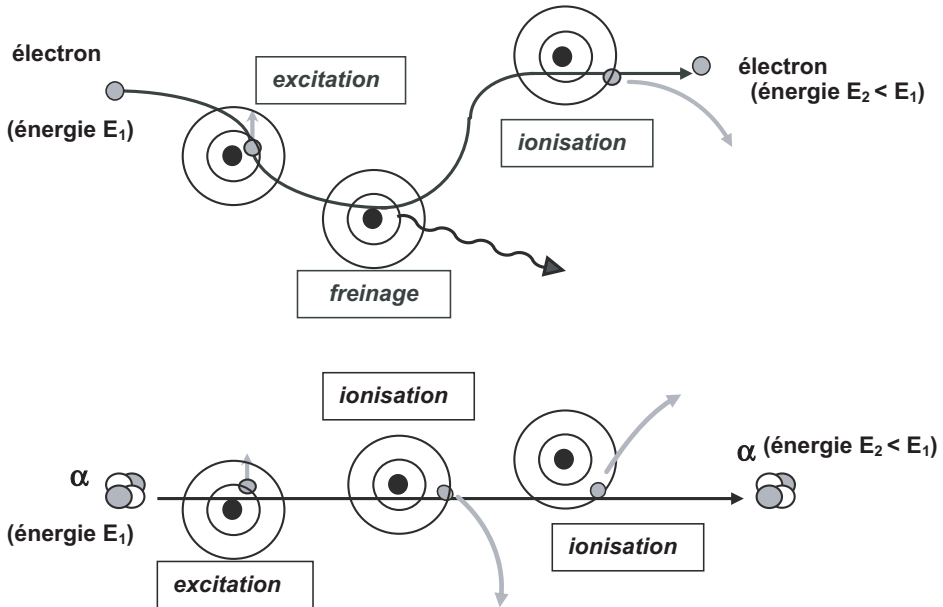 électron
(énergie E₁)
excitation
freinage
ionisation
électron
(énergie E₂ < E₁)
α
(énergie E₁)
excitation
ionisation
ionisation
α (énergie E₂ < E₁)